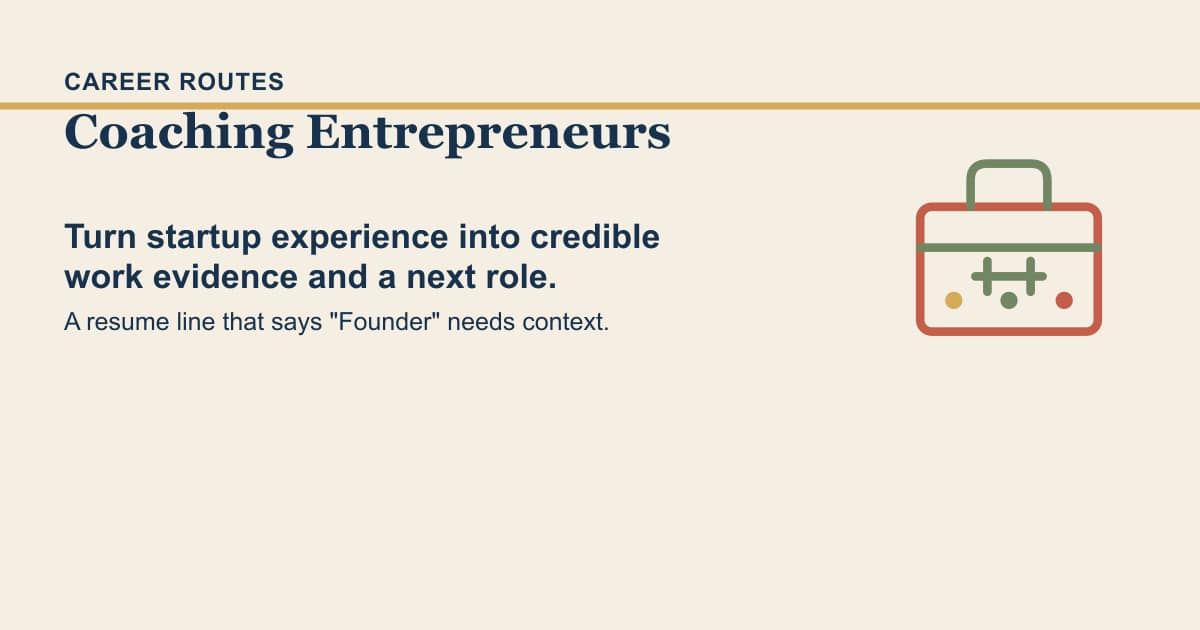 CAREER ROUTES
Coaching Entrepreneurs
Turn startup experience into credible
work evidence and a next role.
A resume line that says "Founder" needs context.